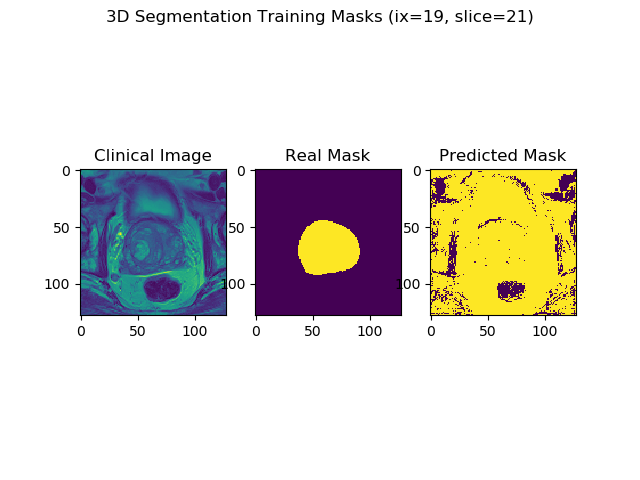 3D Segmentation Training Masks (ix=19, slice=21)
Clinical Image Real Mask Predicted Mask
0 0 0
50 50 50
100 100 100
0 50 100 0 50 100 0 50 100